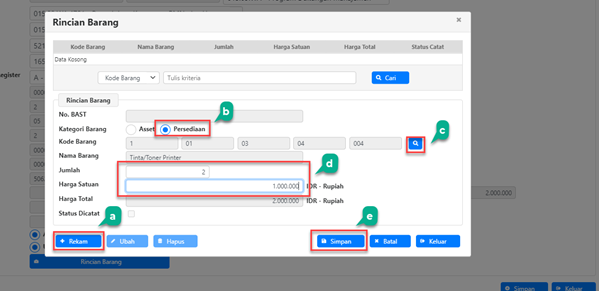 Rincian Barang
×
Kode Barang Nama Barang Jumlah Harga Satuan Harga Total Status Catat
Data Kosong
Kode Barang Tulis kriteria Cari
Rincian Barang
No. BAST
b
Kategori Barang Asset Persediaan
c
Kode Barang 1 01 03 04 004
Nama Barang Tinta/Toner Printer
d
Jumlah 2
Harga Satuan 1.000.000 IDR - Rupiah
Harga Total 2.000.000 IDR - Rupiah
a
e
Status Dicatat
Rekam Ubah Hapus Simpan Batal Keluar
2.000.000
Rincian Barang
Simpan Keluar